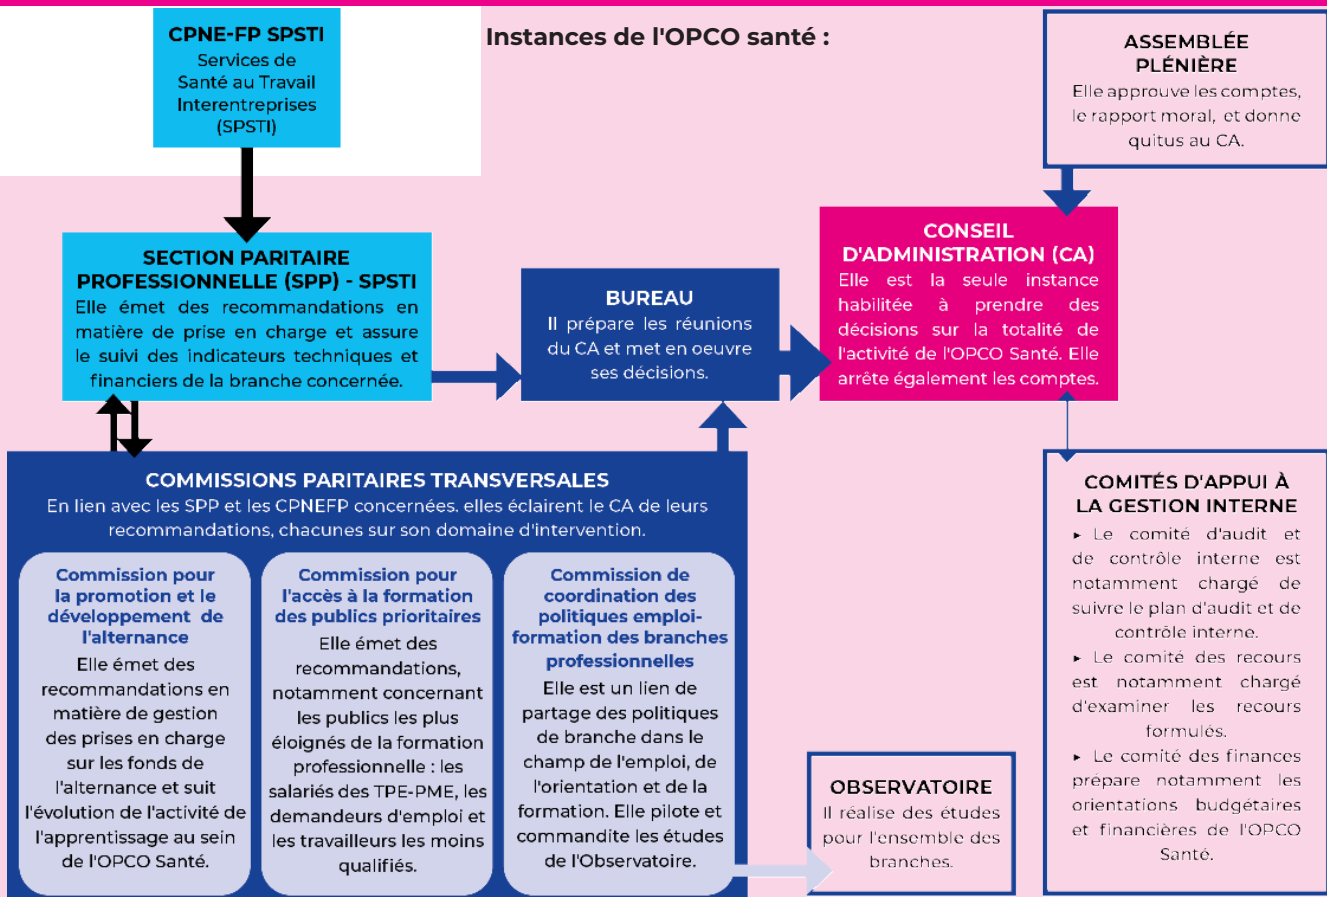 CPNE-FP SPSTI
Services de
Santé au Travail
Interentreprises
(SPSTI)
Instances de l'OPCO santé :
ASSEMBLÉE
PLÉNIÈRE
Elle approuve les comptes,
le rapport moral, et donne
quitus au CA.
SECTION PARITAIRE
PROFESSIONNELLE (SPP) - SPSTI
Elle émet des recommandations en
matière de prise en charge et assure
le suivi des indicateurs techniques et
financiers de la branche concernée.
BUREAU
Il prépare les réunions
du CA et met en oeuvre
ses décisions.
CONSEIL
D'ADMINISTRATION (CA)
Elle est la seule instance
habilitée à prendre des
décisions sur la totalité de
l'activité de l'OPCO Santé. Elle
arrête également les comptes.
COMMISSIONS PARITAIRES TRANSVERSALES
En lien avec les SPP et les CPNEFP concernées. elles éclairent le CA de leurs
recommandations, chacunes sur son domaine d'intervention.
Commission pour
la promotion et le
développement de
l'alternance
Elle émet des
recommandations en
matière de gestion
des prises en charge
sur les fonds de
l'alternance et suit
l'évolution de l'activité de
l'apprentissage au sein
de l'OPCO Santé.
Commission pour
l'accès à la formation
des publics prioritaires
Elle émet des
recommandations,
notamment concernant
les publics les plus
éloignés de la formation
professionnelle : les
salariés des TPE-PME, les
demandeurs d'emploi et
les travailleurs les moins
qualifiés.
Commission de
coordination des
politiques emploi-
formation des branches
professionnelles
Elle est un lien de
partage des politiques
de branche dans le
champ de l'emploi, de
l'orientation et de la
formation. Elle pilote et
commandite les études
de l'Observatoire.
OBSERVATOIRE
Il réalise des études
pour l'ensemble des
branches.
COMITÉS D'APPUI À
LA GESTION INTERNE
▸ Le comité d'audit et
de contrôle interne est
notamment chargé de
suivre le plan d'audit et de
contrôle interne.
▸ Le comité des recours
est notamment chargé
d'examiner les recours
formulés.
▸ Le comité des finances
prépare notamment les
orientations budgétaires
et financières de l'OPCO
Santé.